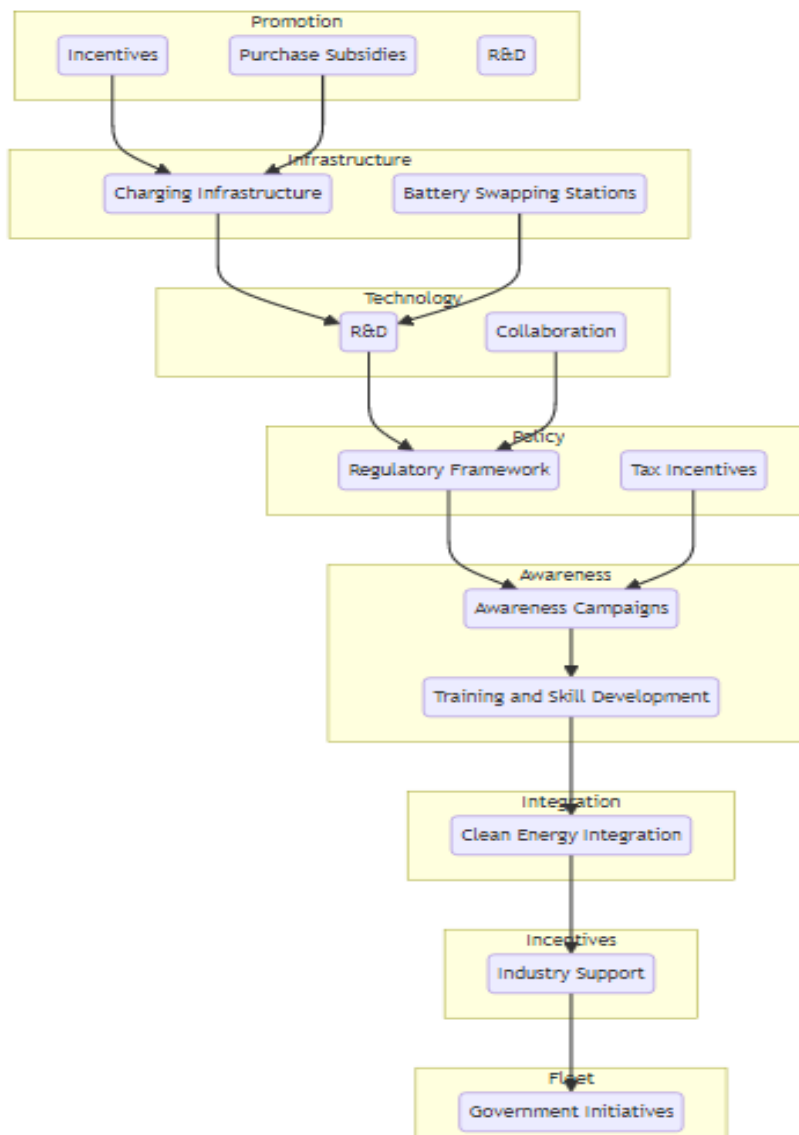 Promotion
Incentives
Purchase Subsidies
R&D
Infrastructure
Charging Infrastructure
Battery Swapping Stations
Technology
R&D
Collaboration
Policy
Regulatory Framework
Tax Incentives
Awareness
Awareness Campaigns
Training and Skill Development
Integration
Clean Energy Integration
Incentives
Industry Support
Fleet
Government Initiatives